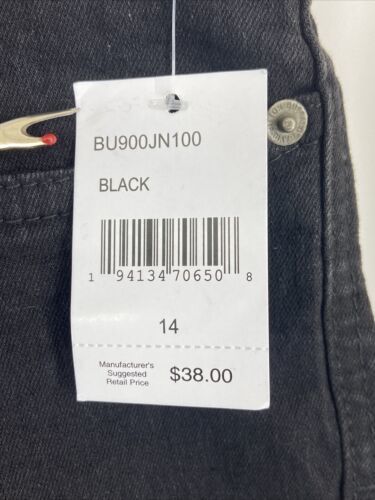 BU900JN100
BLACK
1 94134 70650 8
14
Manufacturer's
Suggested
Retail Price
$38.00